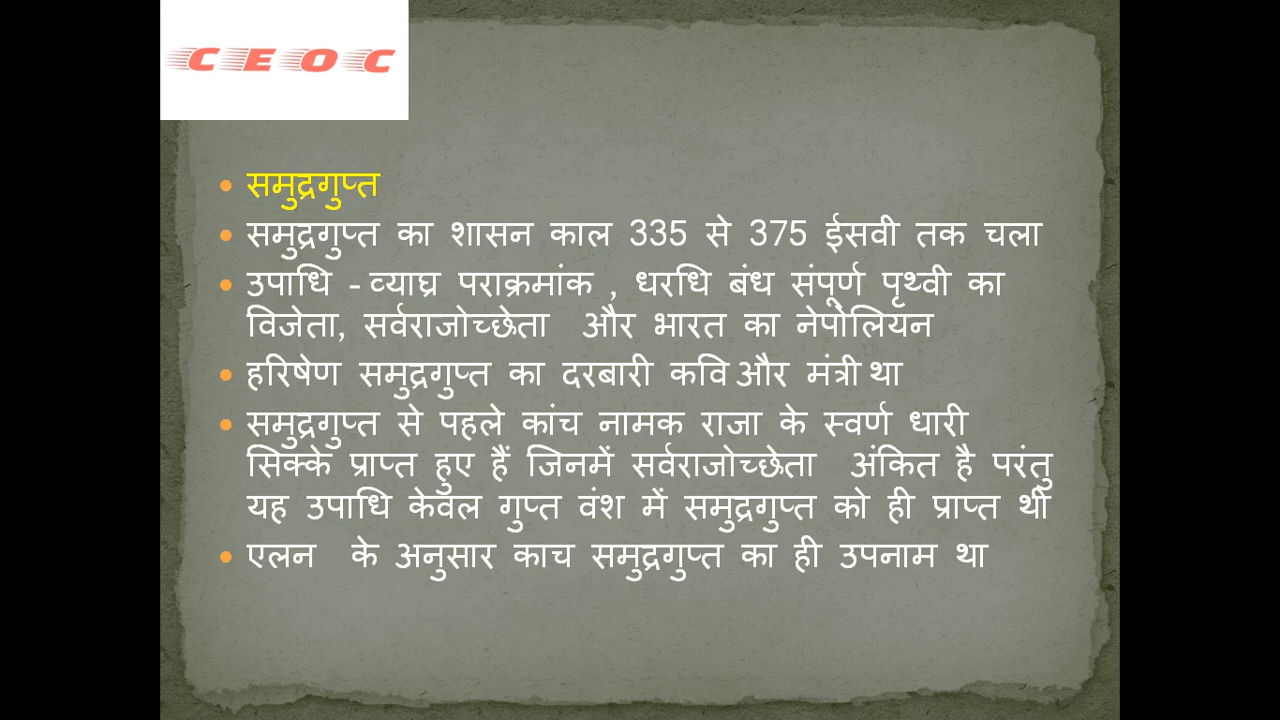 CEOC
समुद्रगुप्त
समुद्रगुप्त का शासन काल 335 से 375 ईसवी तक चला
उपाधि - व्याघ्र पराक्रमांक , धरधि बंध संपूर्ण पृथ्वी का
विजेता, सर्वराजोच्छेता और भारत का नेपोलियन
हरिषेण समुद्रगुप्त का दरबारी कवि और मंत्री था
समुद्रगुप्त से पहले कांच नामक राजा के स्वर्ण धारी
सिक्के प्राप्त हुए हैं जिनमें सर्वराजोच्छेता अंकित है परंतु
यह उपाधि केवल गुप्त वंश में समुद्रगुप्त को ही प्राप्त थी
एलन के अनुसार काच समुद्रगुप्त का ही उपनाम था